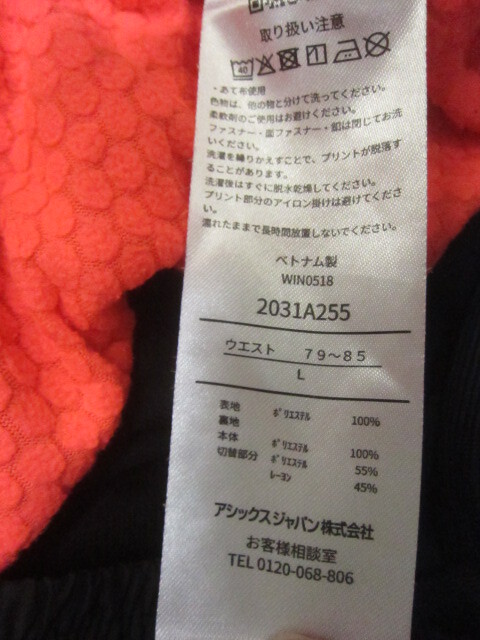 取り扱い注意
40
・あて布使用
色物は、他の物と分けて洗ってください。
柔軟剤のご使用はお避けください。
ファスナー・面ファスナー・釦は閉じてお洗
いください。
洗濯を繰りかえすことで、プリントが脱落す
ることがあります。
洗濯後はすぐに脱水乾燥してください。
プリント部分のアイロン掛けは避けてくださ
い。
濡れたままで長時間放置しないでください。
ベトナム製
WIN0518
2031A255
ウエスト 79～85
L
表地 ﾎﾟﾘｴｽﾃﾙ 100%
裏地
本体 ﾎﾟﾘｴｽﾃﾙ 100%
切替部分 ﾎﾟﾘｴｽﾃﾙ 55%
ﾚｰﾖﾝ 45%
アシックスジャパン株式会社
お客様相談室
TEL 0120-068-806